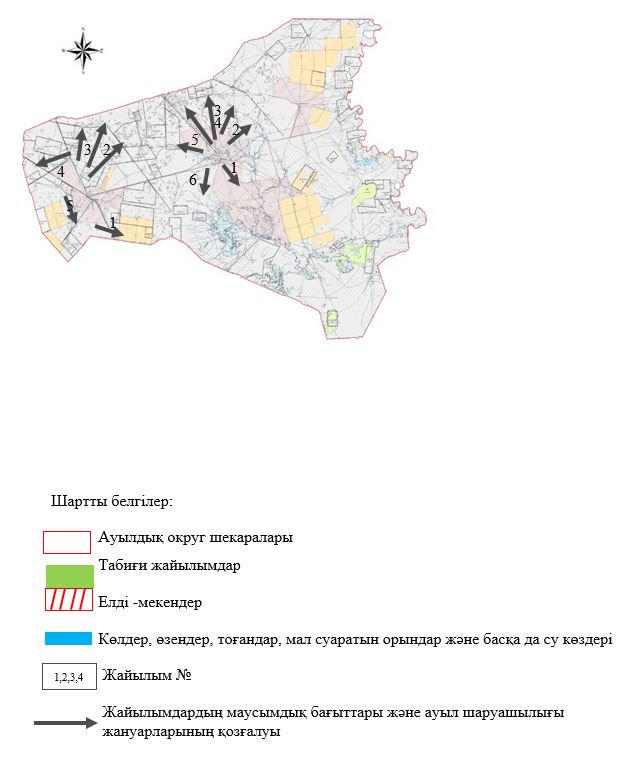 N
W E
S
3
4
2
5
1
6
3
2
4
5
1
Шартты белгілер:
Ауылдық округ шекаралары
Табиғи жайылымдар
Елді -мекендер
Көлдер, өзендер, тоғандар, мал суаратын орындар және басқа да су көздері
1,2,3,4 Жайылым №
Жайылымдардың маусымдық бағыттары және ауыл шаруашылығы
жануарларының қозғалуы